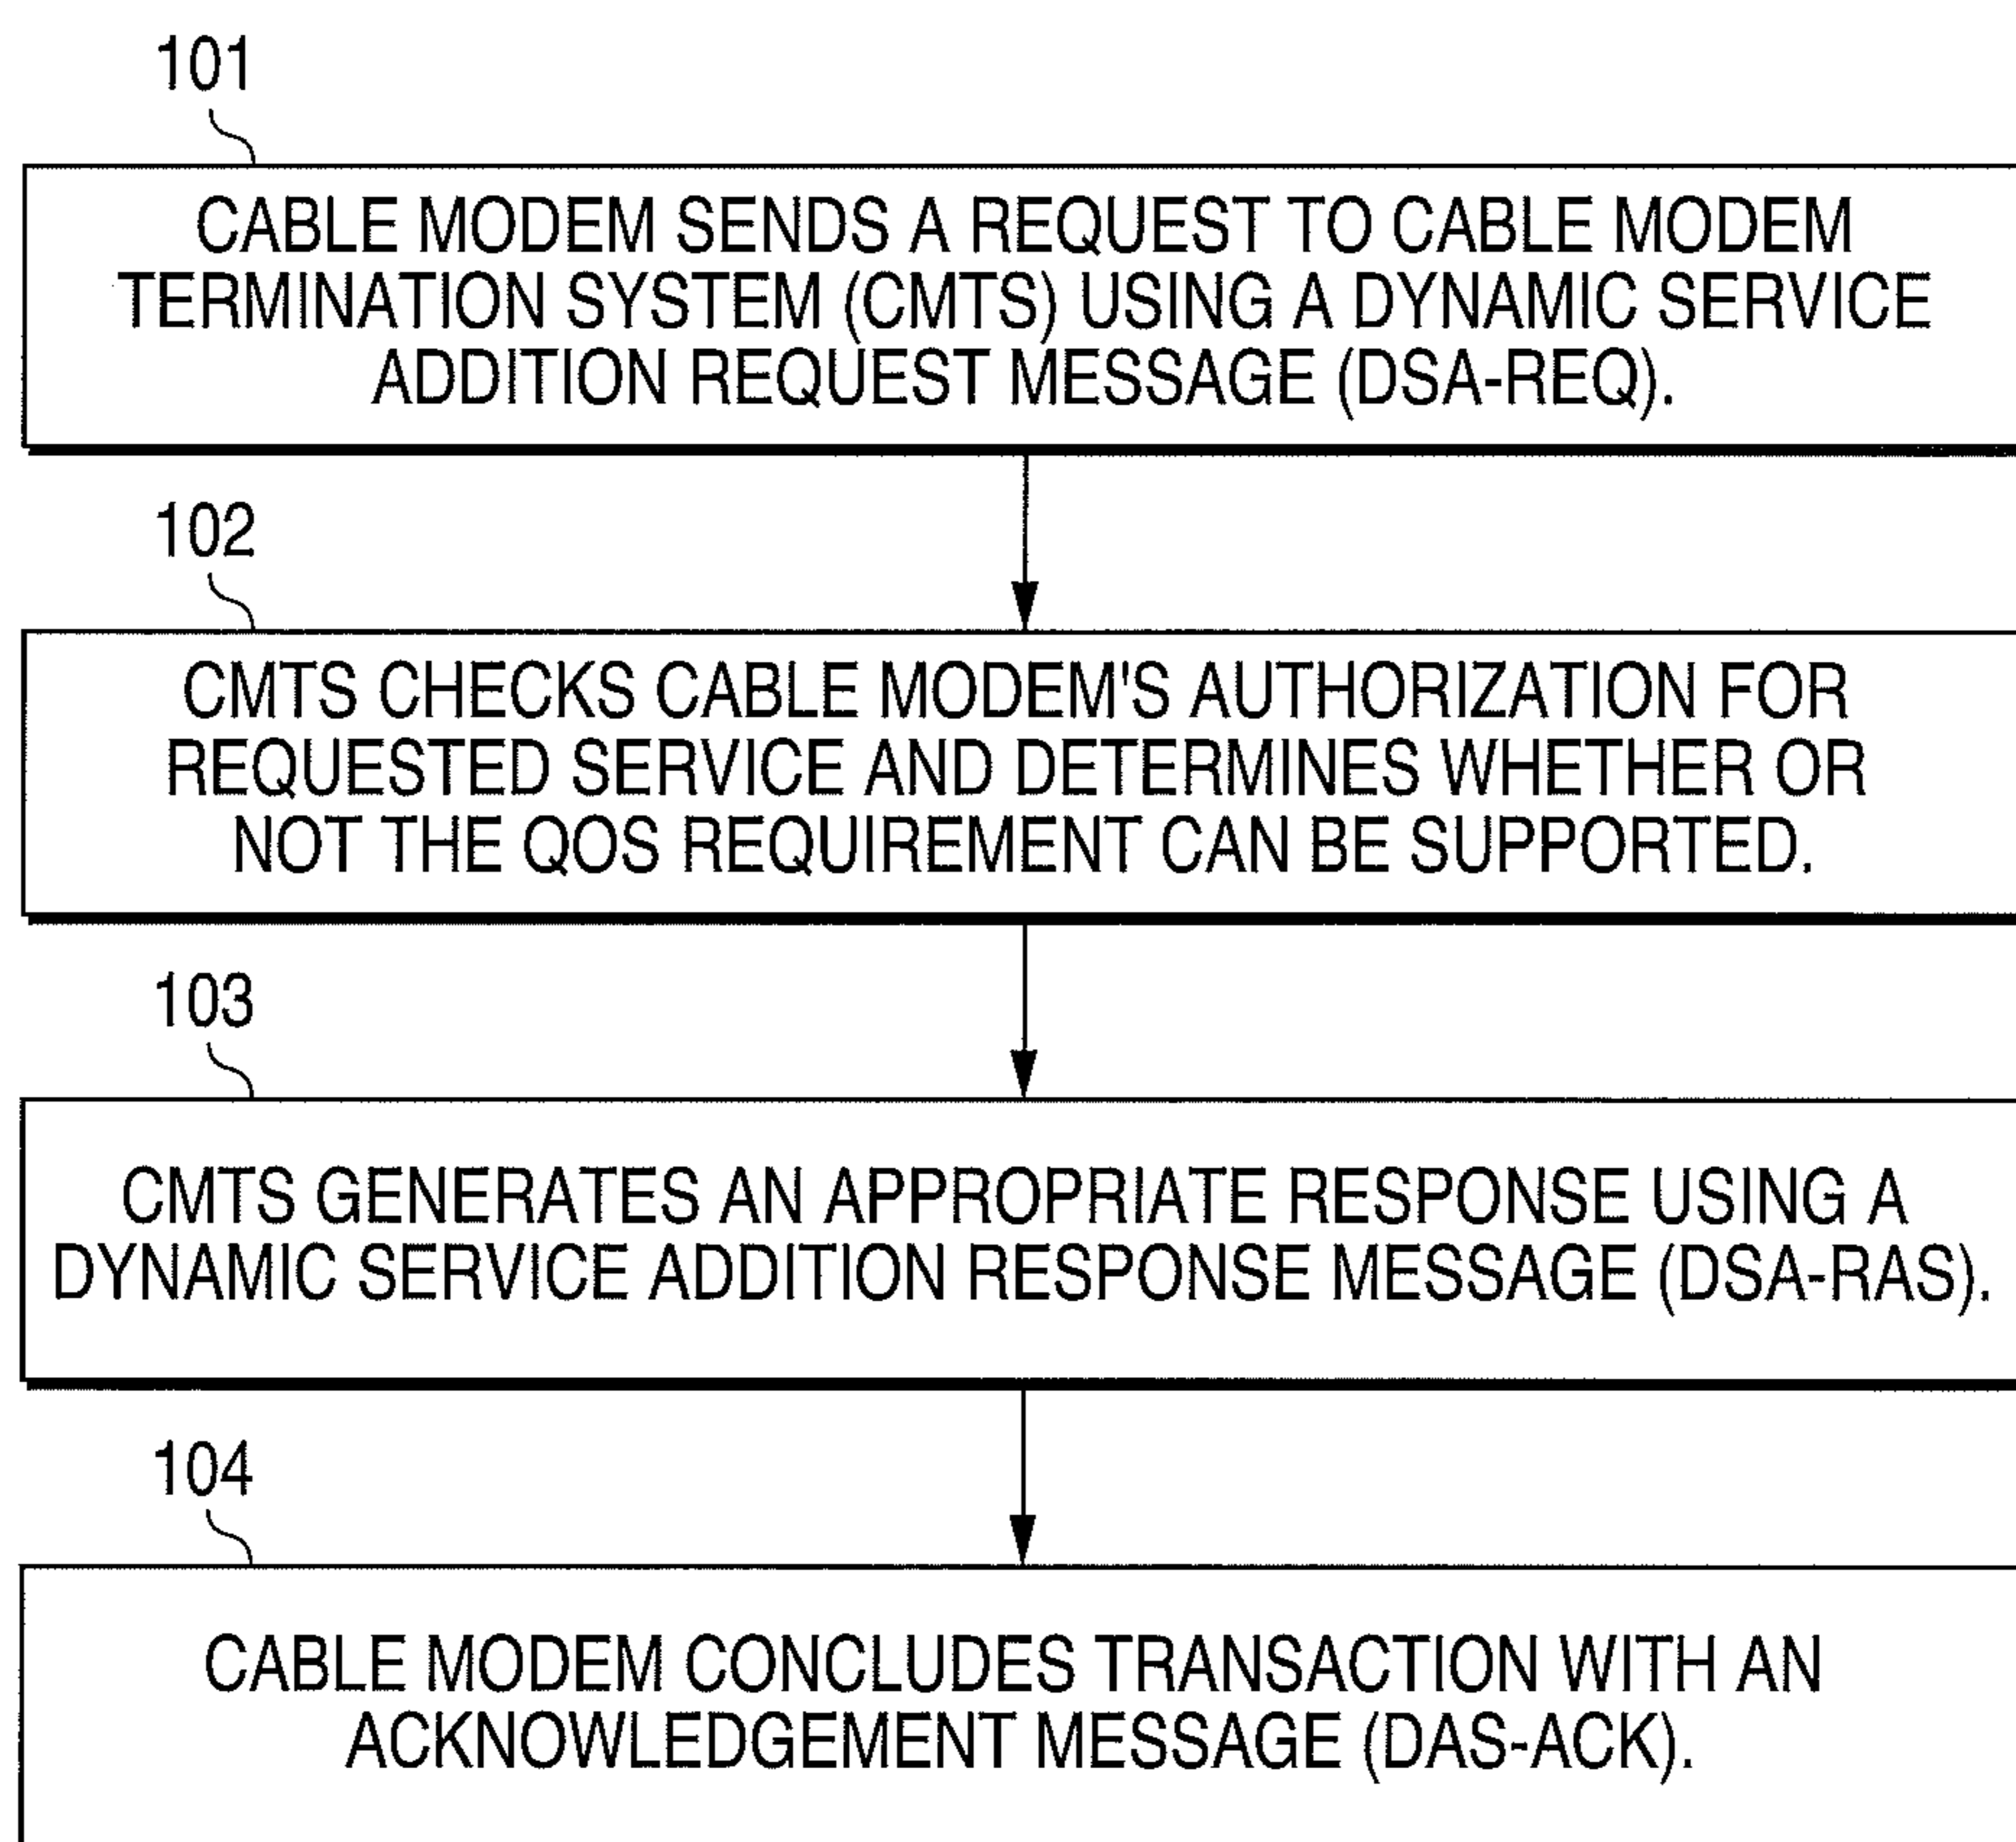 101
CABLE MODEM SENDS A REQUEST TO CABLE MODEM
TERMINATION SYSTEM (CMTS) USING A DYNAMIC SERVICE
ADDITION REQUEST MESSAGE (DSA-REQ).
102
CMTS CHECKS CABLE MODEM'S AUTHORIZATION FOR
REQUESTED SERVICE AND DETERMINES WHETHER OR
NOT THE QOS REQUIREMENT CAN BE SUPPORTED.
103
CMTS GENERATES AN APPROPRIATE RESPONSE USING A
DYNAMIC SERVICE ADDITION RESPONSE MESSAGE (DSA-RAS).
104
CABLE MODEM CONCLUDES TRANSACTION WITH AN
ACKNOWLEDGEMENT MESSAGE (DAS-ACK).